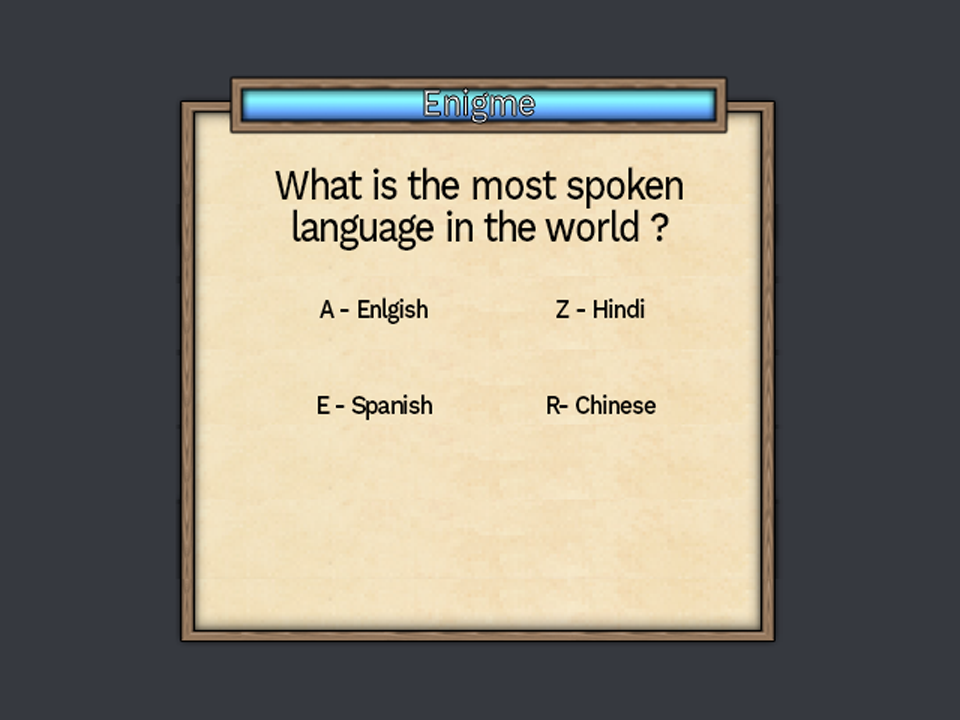 Enigme
What is the most spoken
language in the world ?
A - Enlgish
Z - Hindi
E - Spanish
R- Chinese